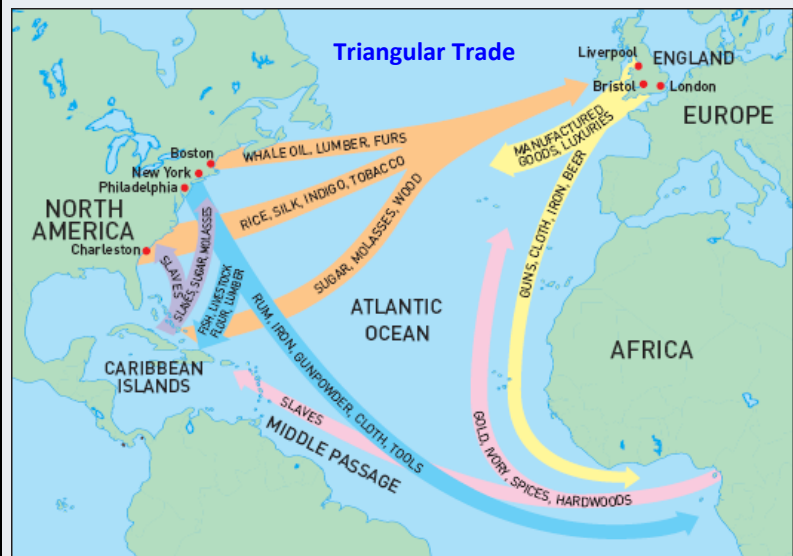 Triangular Trade
Liverpool
ENGLAND
Bristol
London
EUROPE
MANUFACTURED
GOODS, LUXURIES
Boston
WHALE OIL, LUMBER, FURS
New York
Philadelphia
RICE, SILK, INDIGO, TOBACCO
NORTH
AMERICA
Charleston
SLAVES
SLAVES, SUGAR, MOLASSES
FISH, LIVESTOCK
FLOUR, LUMBER
SUGAR, MOLASSES, WOOD
GUNS, CLOTH, IRON, BEER
RUM, IRON, GUNPOWDER, CLOTH, TOOLS
ATLANTIC
OCEAN
AFRICA
CARIBBEAN
ISLANDS
SLAVES
MIDDLE PASSAGE
GOLD, IVORY, SPICES, HARDWOODS